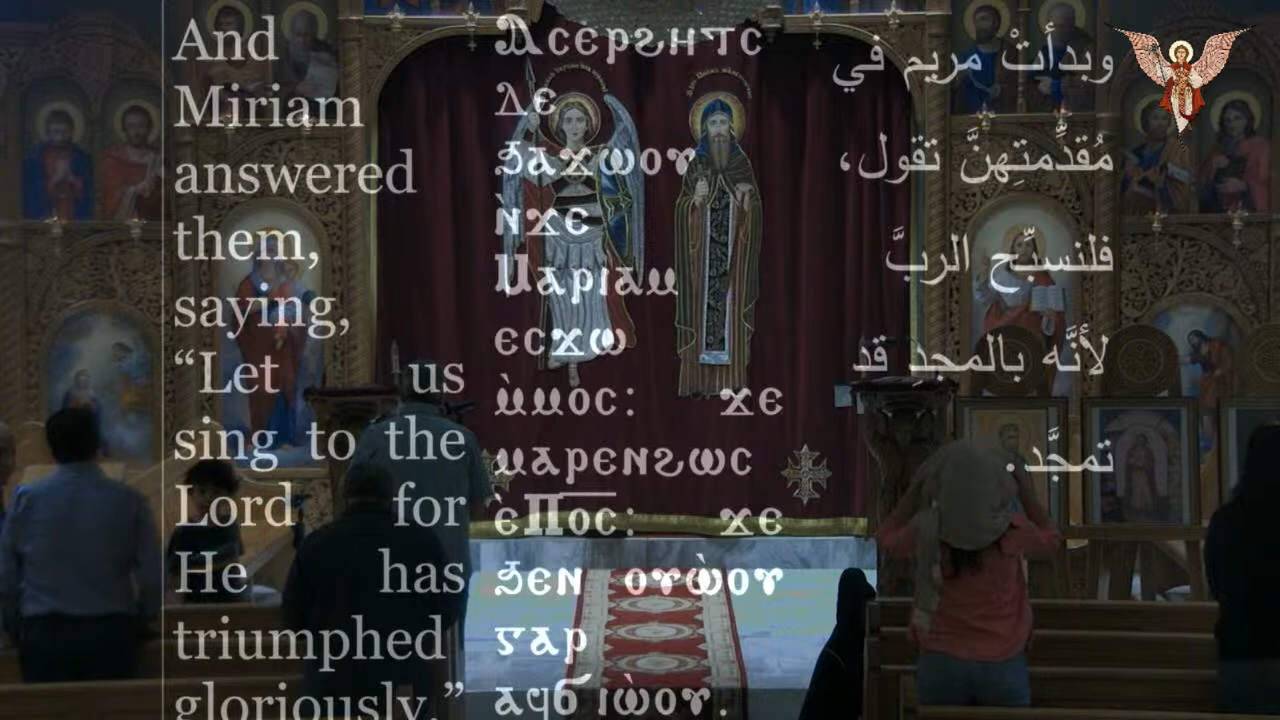 And
Miriam
answered
them,
saying,
“Let us
sing to the
Lord for
He has
triumphed
gloriously.”
Ⲁⲥⲉⲣϩⲏⲧⲥ
ⲇⲉ
ϧⲁϫⲱⲟⲩ
ⲛ̀ϫⲉ
Ⲙⲁⲣⲓⲁⲙ
ⲉⲥϫⲱ
ⲙ̀ⲙⲟⲥ: ϫⲉ
ⲙⲁⲣⲉⲛϩⲱⲥ
ⲉ̀Ⲡⲟ̅ⲥ̅: ϫⲉ
ϧⲉⲛ ⲟⲩⲱ̀ⲟⲩ
ⲅⲁⲣ
ⲁϥϭⲓⲱ̀ⲟⲩ.
وبدأتْ مريم في
مُقدِّمتِهنَّ تقول،
فلنسبّح الربَّ
لأنَّه بالمجدِ قد
تمجَّد.